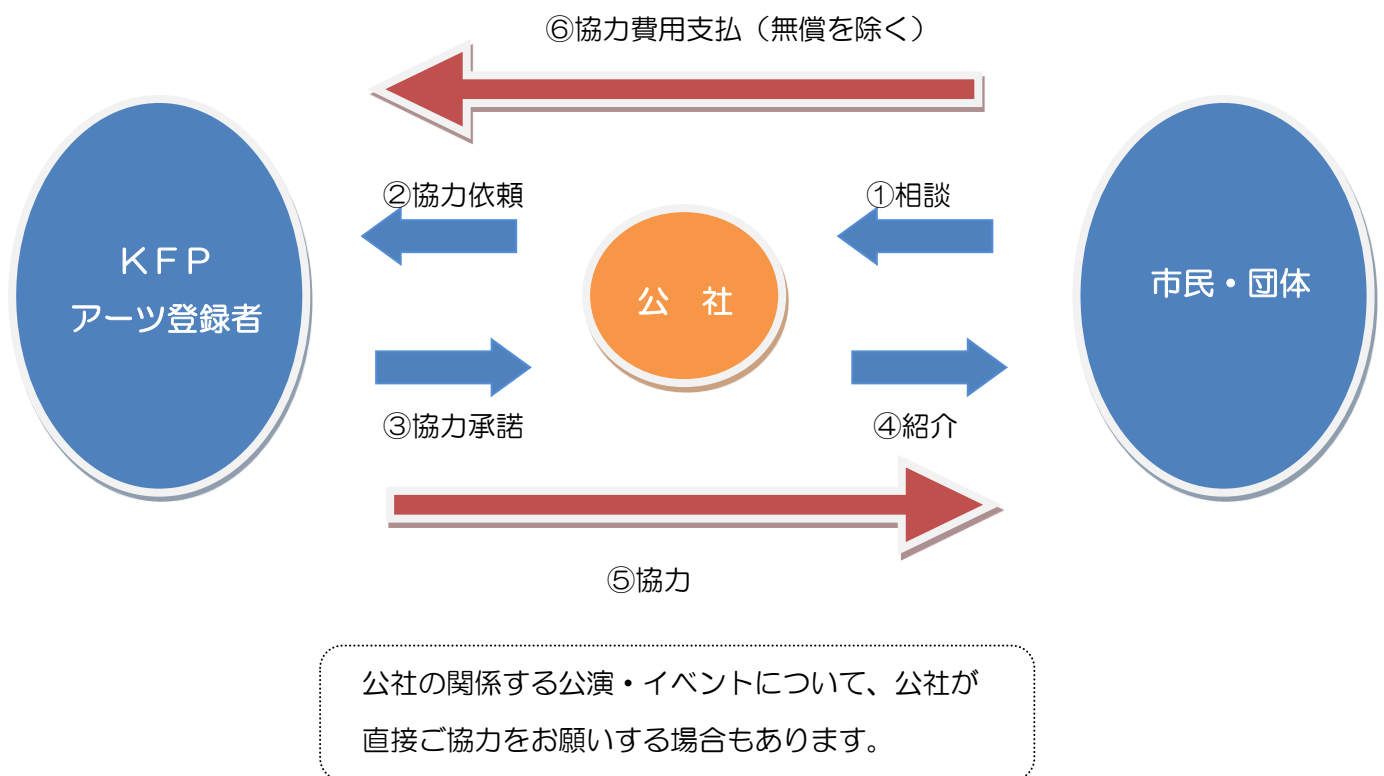 ⑥協力費用支払（無償を除く）
②協力依頼
①相談
ＫＦＰ
アーツ登録者
公　社
市民・団体
③協力承諾
④紹介
⑤協力
公社の関係する公演・イベントについて、公社が
直接ご協力をお願いする場合もあります。